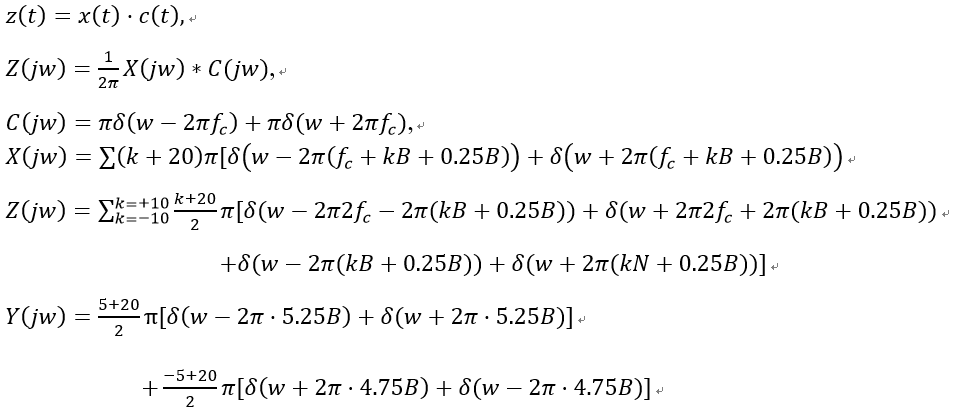 z(t) = x(t) · c(t),
Z(jw) = 1/2π X(jw) * C(jw),
C(jw) = πδ(w − 2πf_c) + πδ(w + 2πf_c),
X(jw) = ∑(k + 20)π[δ(w − 2π(f_c + kB + 0.25B)) + δ(w + 2π(f_c + kB + 0.25B))
Z(jw) = ∑_{k=−10}^{k=+10} k+20/2 π[δ(w − 2π2f_c − 2π(kB + 0.25B)) + δ(w + 2π2f_c + 2π(kB + 0.25B))
+δ(w − 2π(kB + 0.25B)) + δ(w + 2π(kN + 0.25B))]
Y(jw) = 5+20/2 π[δ(w − 2π · 5.25B) + δ(w + 2π · 5.25B)]
+ −5+20/2 π[δ(w + 2π · 4.75B) + δ(w − 2π · 4.75B)]